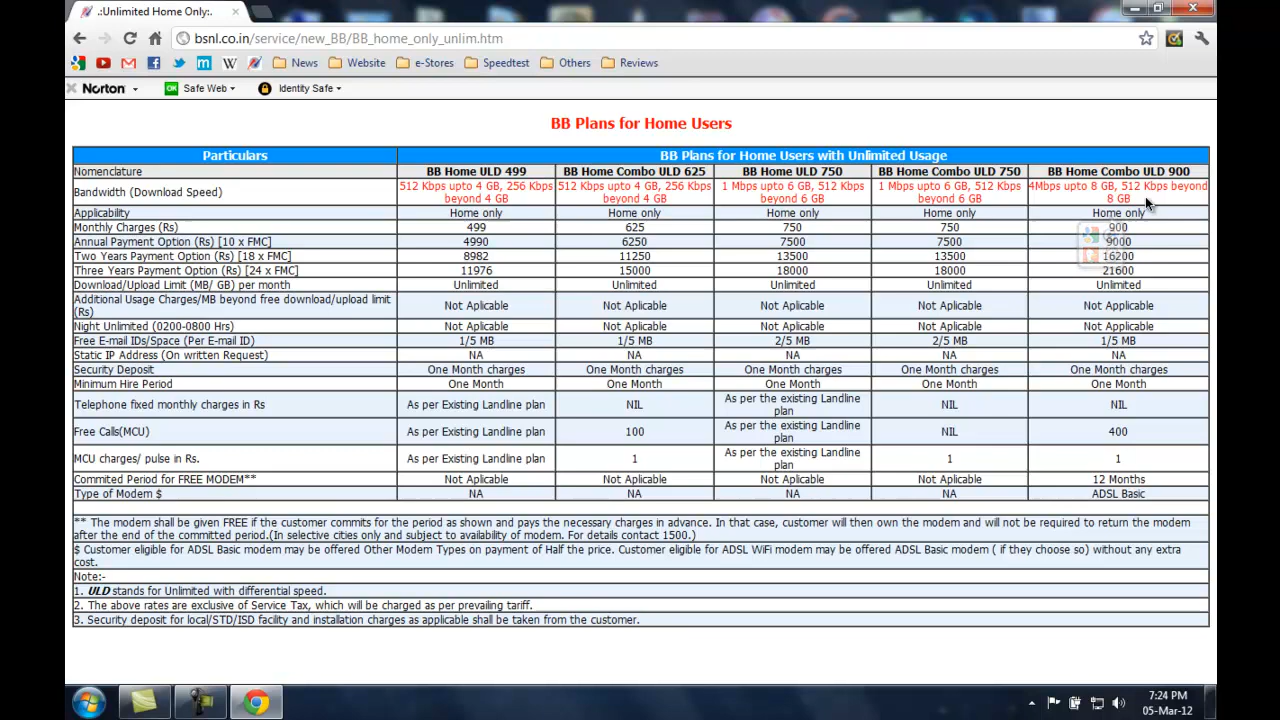 .:Unlimited Home Only:.
bsnl.co.in/service/new_BB/BB_home_only_unlim.htm
News Website e-Stores Speedtest Others Reviews
Norton OK Safe Web Identity Safe
BB Plans for Home Users
Particulars BB Plans for Home Users with Unlimited Usage
Nomenclature BB Home ULD 499 BB Home Combo ULD 625 BB Home ULD 750 BB Home Combo ULD 750 BB Home Combo ULD 900
Bandwidth (Download Speed) 512 Kbps upto 4 GB, 256 Kbps 512 Kbps upto 4 GB, 256 Kbps 1 Mbps upto 6 GB, 512 Kbps 1 Mbps upto 6 GB, 512 Kbps 4Mbps upto 8 GB, 512 Kbps beyond
beyond 4 GB beyond 4 GB beyond 6 GB beyond 6 GB 8 GB
Applicability Home only Home only Home only Home only Home only
Monthly Charges (Rs) 499 625 750 750 900
Annual Payment Option (Rs) [10 x FMC] 4990 6250 7500 7500 9000
Two Years Payment Option (Rs) [18 x FMC] 8982 11250 13500 13500 16200
Three Years Payment Option (Rs) [24 x FMC] 11976 15000 18000 18000 21600
Download/Upload Limit (MB/ GB) per month Unlimited Unlimited Unlimited Unlimited Unlimited
Additional Usage Charges/MB beyond free download/upload limit
(Rs) Not Aplicable Not Aplicable Not Aplicable Not Aplicable Not Applicable
Night Unlimited (0200-0800 Hrs) Not Aplicable Not Aplicable Not Aplicable Not Aplicable Not Applicable
Free E-mail IDs/Space (Per E-mail ID) 1/5 MB 1/5 MB 2/5 MB 2/5 MB 1/5 MB
Static IP Address (On written Request) NA NA NA NA NA
Security Deposit One Month charges One Month charges One Month charges One Month charges One Month charges
Minimum Hire Period One Month One Month One Month One Month One Month
Telephone fixed monthly charges in Rs As per Existing Landline plan NIL As per the existing Landline plan NIL NIL
Free Calls(MCU) As per Existing Landline plan 100 As per the existing Landline plan NIL 400
MCU charges/ pulse in Rs. As per Existing Landline plan 1 As per the existing Landline plan 1 1
Commited Period for FREE MODEM** Not Aplicable Not Aplicable Not Aplicable Not Aplicable 12 Months
Type of Modem $ NA NA NA NA ADSL Basic
** The modem shall be given FREE if the customer commits for the period as shown and pays the necessary charges in advance. In that case, customer will then own the modem and will not be required to return the modem
after the end of the committed period.(In selective cities only and subject to availability of modem. For details contact 1500.)
$ Customer eligible for ADSL Basic modem may be offered Other Modem Types on payment of Half the price. Customer eligible for ADSL WiFi modem may be offered ADSL Basic modem ( if they choose so) without any extra
cost.
Note:-
1. ULD stands for Unlimited with differential speed.
2. The above rates are exclusive of Service Tax, which will be charged as per prevailing tariff.
3. Security deposit for local/STD/ISD facility and installation charges as applicable shall be taken from the customer.
7:24 PM
05-Mar-12